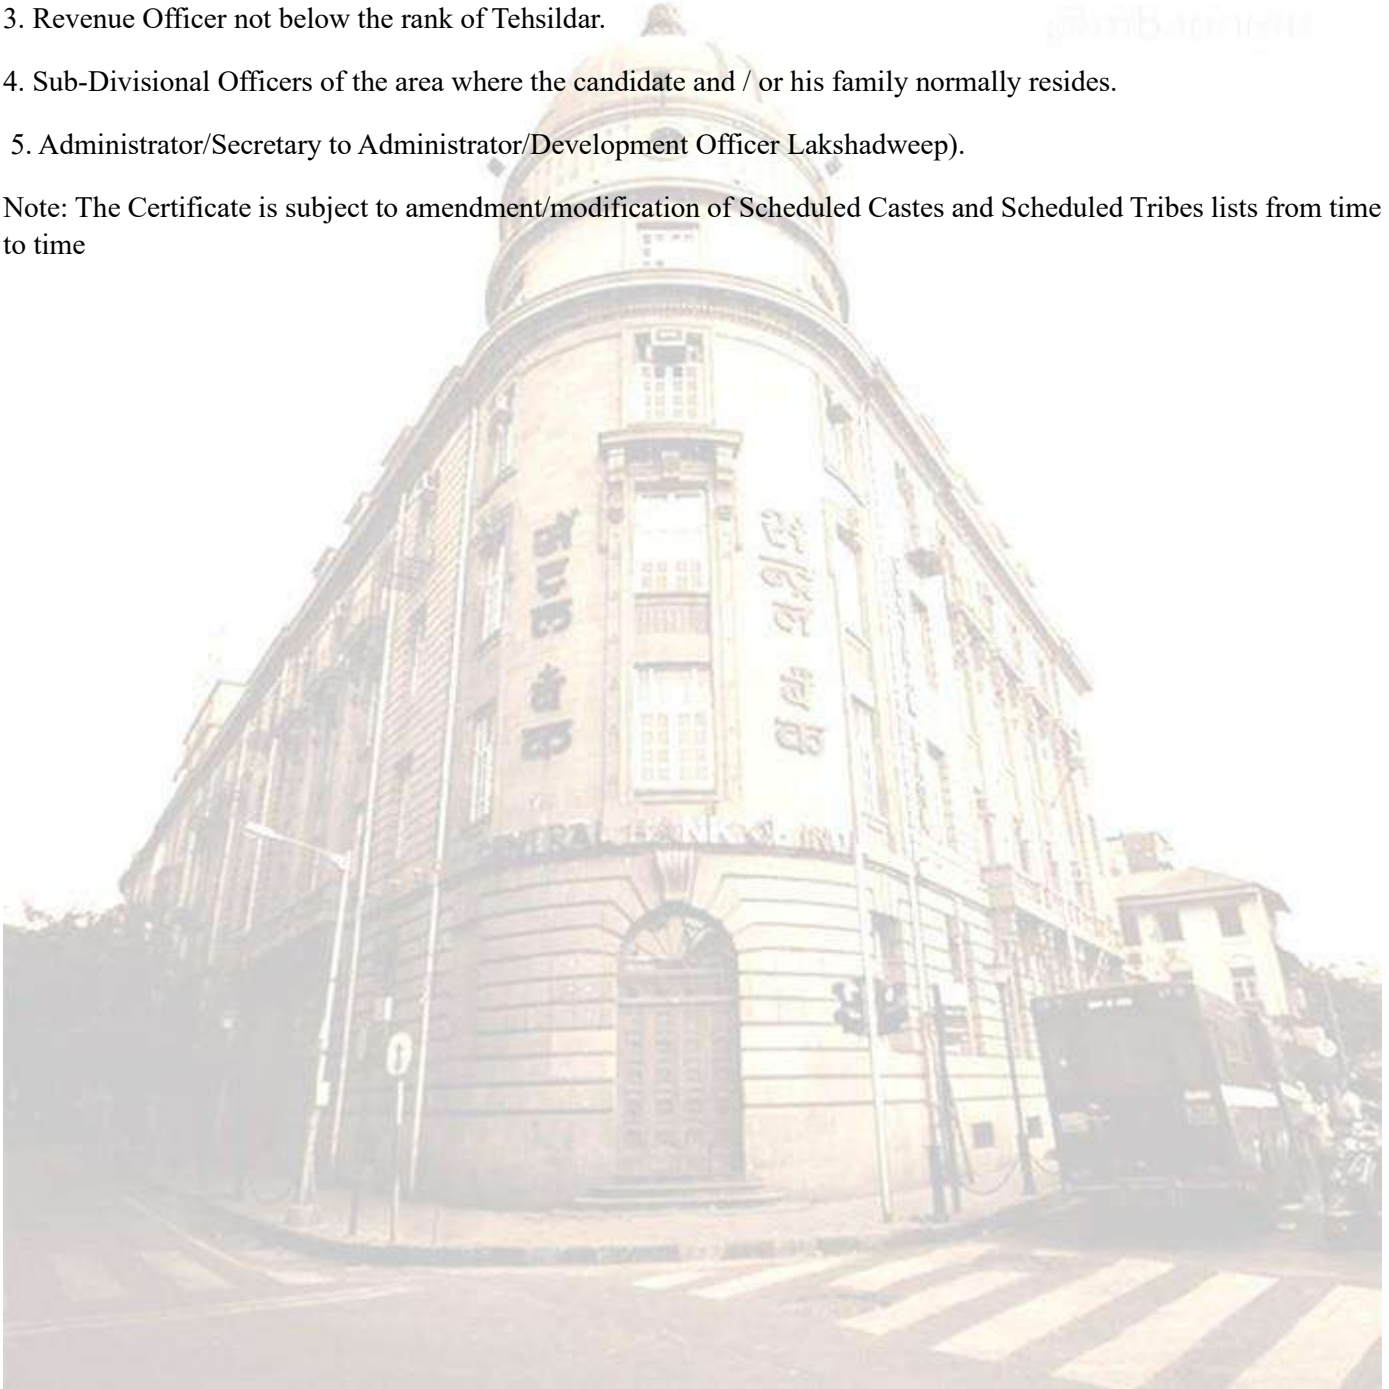 3. Revenue Officer not below the rank of Tehsildar.
4. Sub-Divisional Officers of the area where the candidate and / or his family normally resides.
5. Administrator/Secretary to Administrator/Development Officer Lakshadweep).
Note: The Certificate is subject to amendment/modification of Scheduled Castes and Scheduled Tribes lists from time
to time